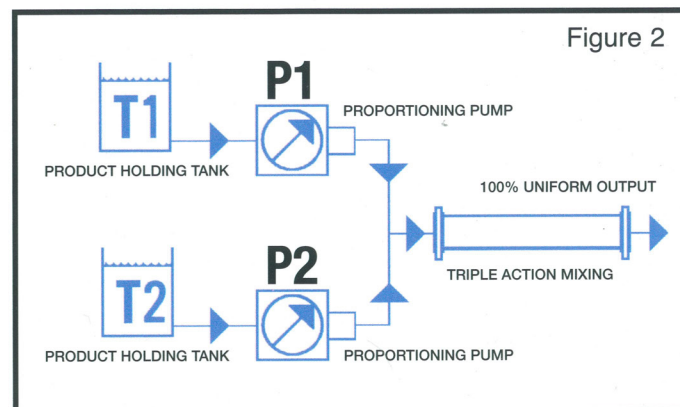 Figure 2
P1
T1
PROPORTIONING PUMP
PRODUCT HOLDING TANK
100% UNIFORM OUTPUT
P2
TRIPLE ACTION MIXING
T2
PRODUCT HOLDING TANK
PROPORTIONING PUMP